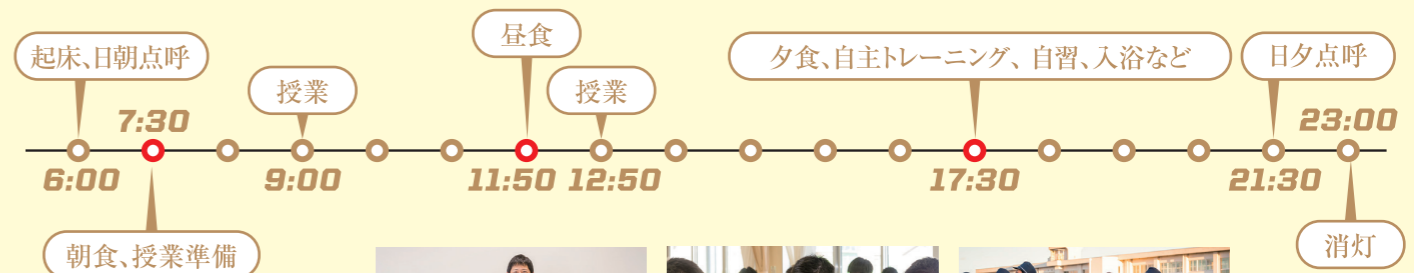 6:00
起床、日朝点呼
7:30
朝食、授業準備
9:00
授業
11:50
昼食
12:50
授業
17:30
夕食、自主トレーニング、自習、入浴など
21:30
日夕点呼
23:00
消灯